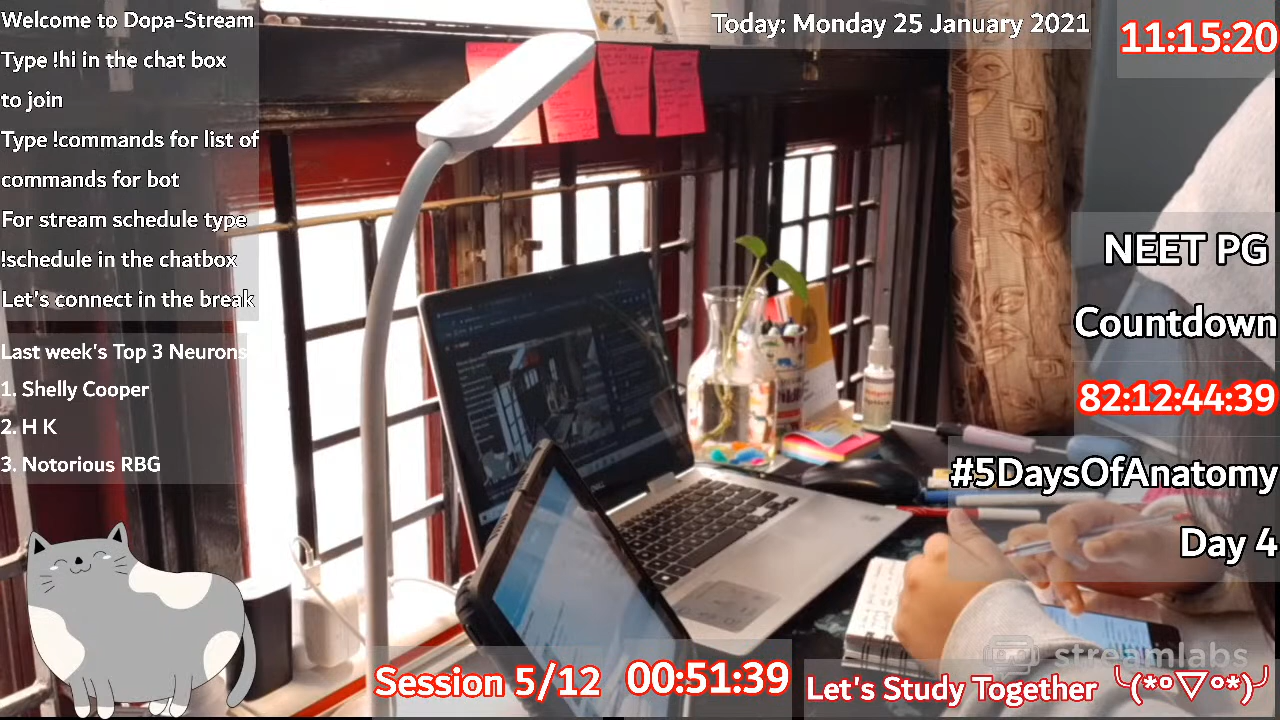 Welcome to Dopa-Stream
Type !hi in the chat box
to join
Type !commands for list of
commands for bot
For stream schedule type
!schedule in the chatbox
Let's connect in the break
Last week's Top 3 Neurons
1. Shelly Cooper
2. H K
3. Notorious RBG
Today: Monday 25 January 2021
11:15:20
NEET PG
Countdown
82:12:44:39
#5DaysOfAnatomy
Day 4
streamlabs
Session 5/12
00:51:39
Let's Study Together ╰(*°▽°*)╯